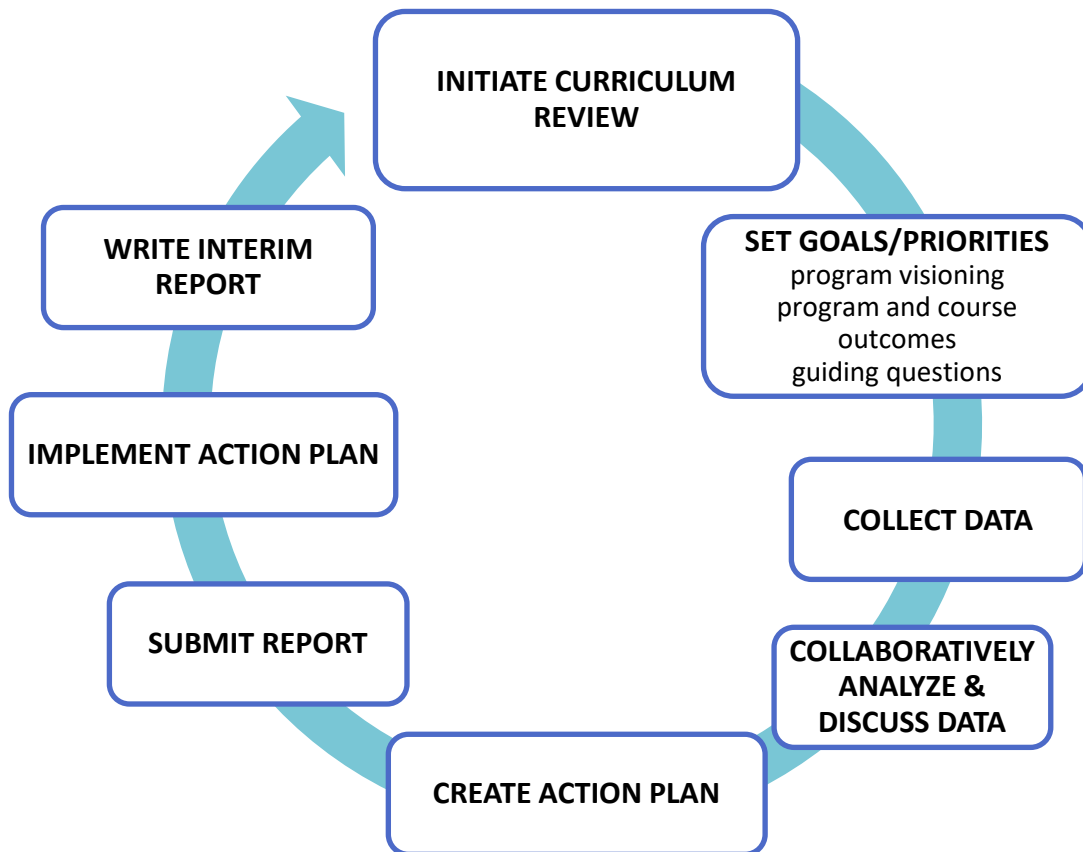 INITIATE CURRICULUM
REVIEW
SET GOALS/PRIORITIES
program visioning
program and course
outcomes
guiding questions
COLLECT DATA
COLLABORATIVELY
ANALYZE &
DISCUSS DATA
CREATE ACTION PLAN
SUBMIT REPORT
IMPLEMENT ACTION PLAN
WRITE INTERIM
REPORT